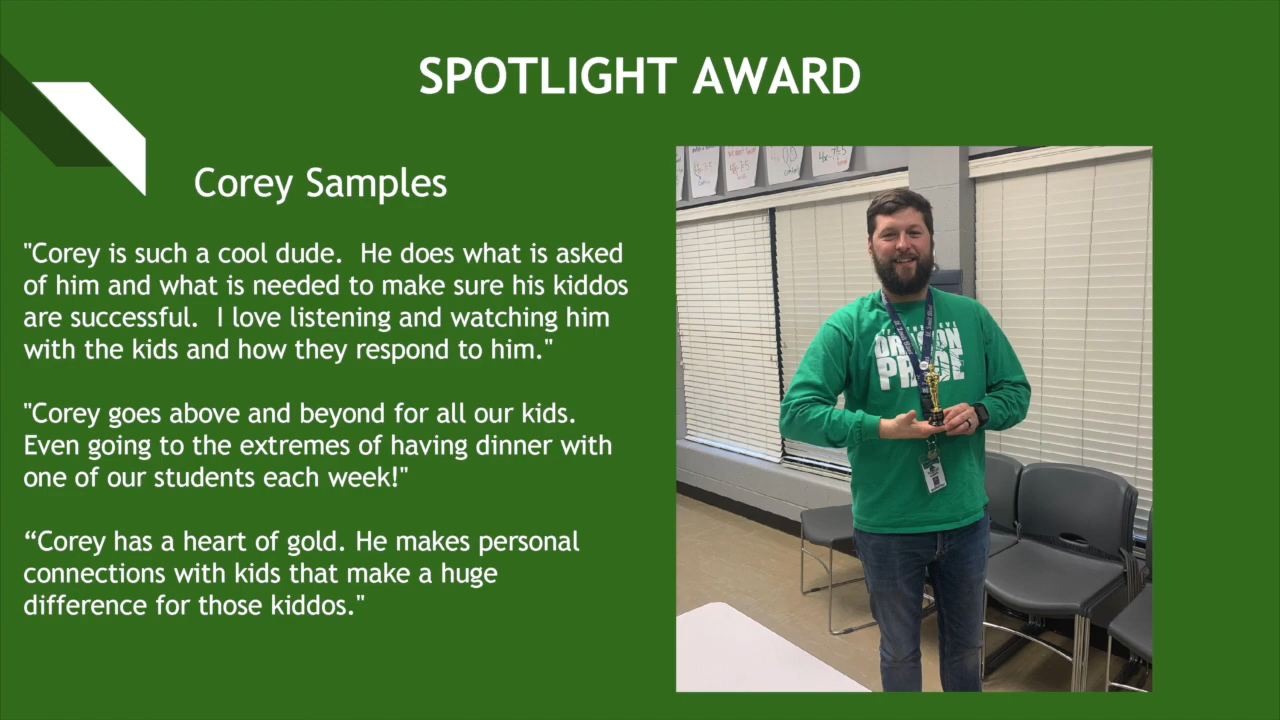 SPOTLIGHT AWARD
Corey Samples
"Corey is such a cool dude.  He does what is asked
of him and what is needed to make sure his kiddos
are successful.  I love listening and watching him
with the kids and how they respond to him."
"Corey goes above and beyond for all our kids.
Even going to the extremes of having dinner with
one of our students each week!"
“Corey has a heart of gold. He makes personal
connections with kids that make a huge
difference for those kiddos."
PRIDE